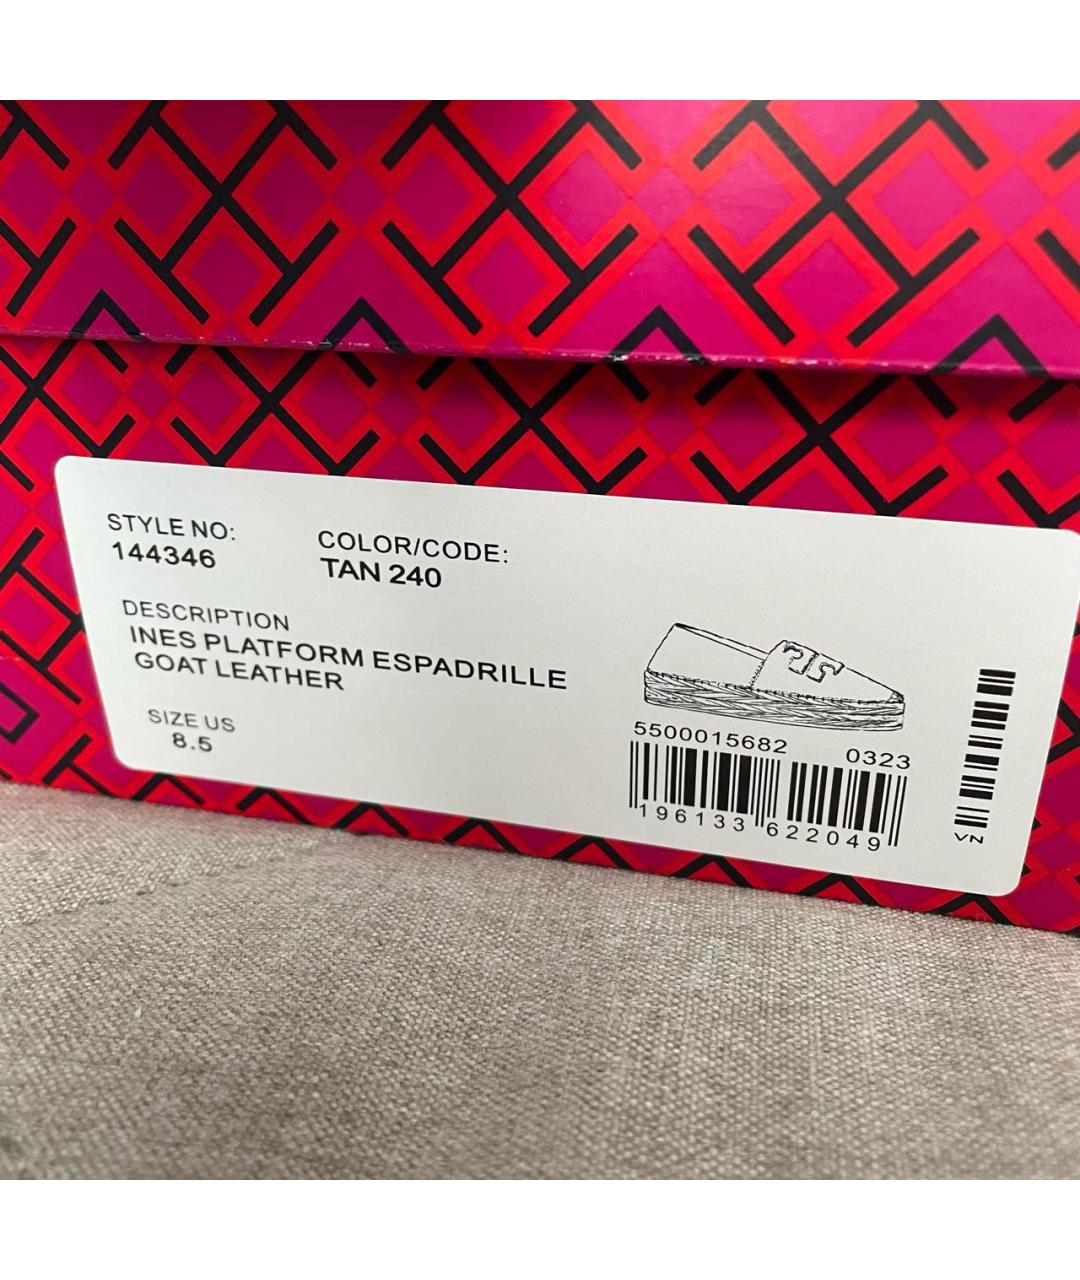 STYLE NO:
144346
COLOR/CODE:
TAN 240
DESCRIPTION
INES PLATFORM ESPADRILLE
GOAT LEATHER
SIZE US
8.5
5500015682 0323
196133 622049
VN